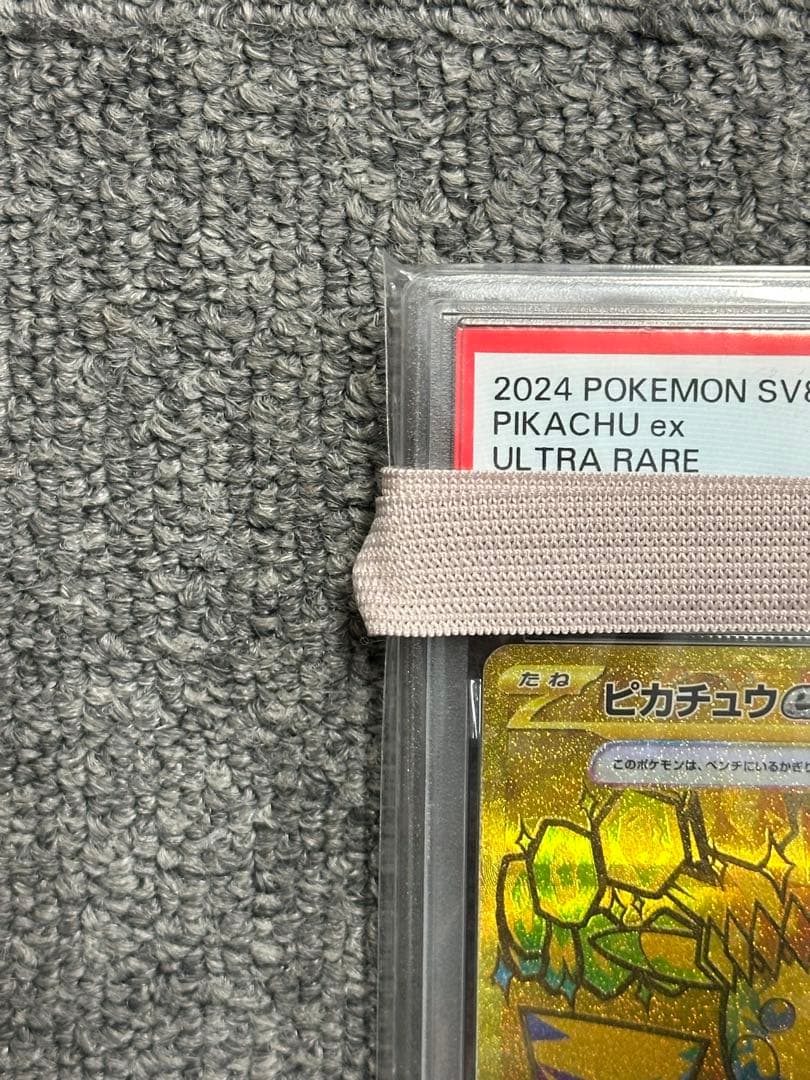 2024 POKEMON SV8
PIKACHU ex
ULTRA RARE
たね
ピカチュウ
このポケモンは、ベンチにいるかぎり